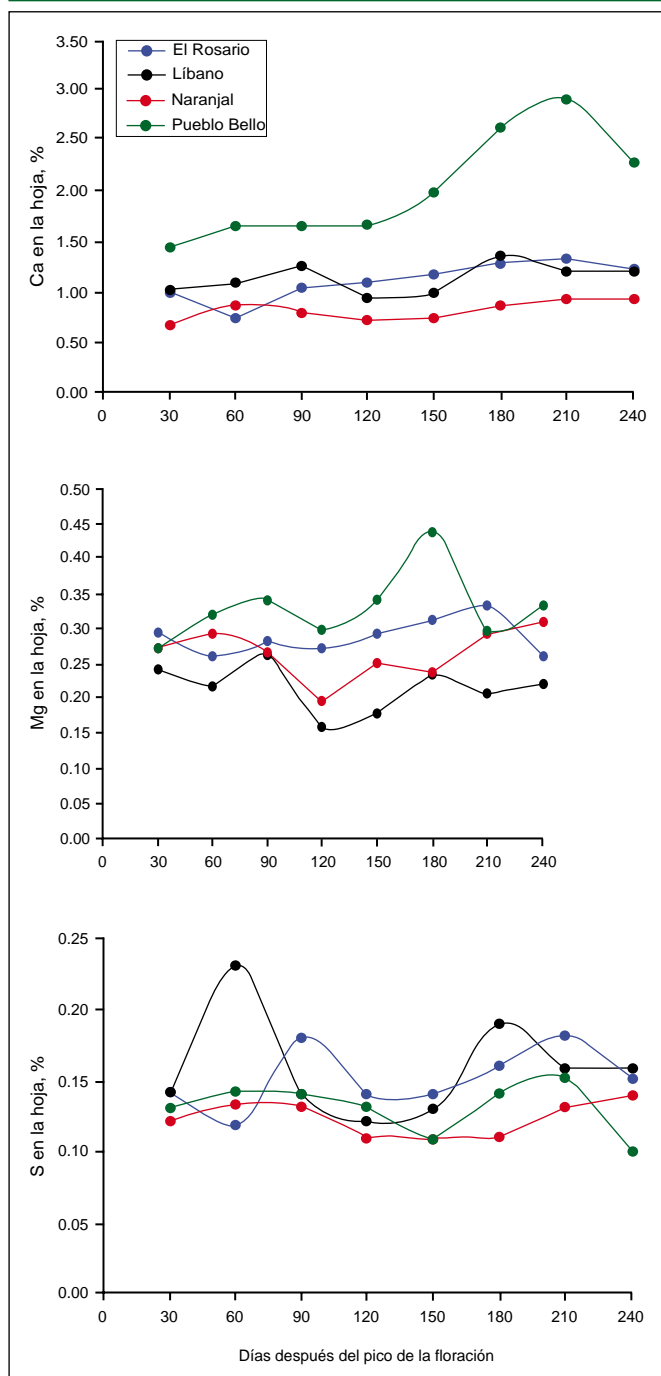 3.50
3.00
2.50
2.00
1.50
1.00
0.50
0.00
Ca en la hoja, %
El Rosario
Líbano
Naranjal
Pueblo Bello
0 30 60 90 120 150 180 210 240
0.50
0.45
0.40
0.35
0.30
0.25
0.20
0.15
0.10
0.05
0.00
Mg en la hoja, %
0 30 60 90 120 150 180 210 240
0.25
0.20
0.15
0.10
0.05
0.00
S en la hoja, %
0 30 60 90 120 150 180 210 240
Días después del pico de la floración